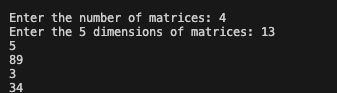 Enter the number of matrices: 4
Enter the 5 dimensions of matrices: 13
5
89
3
34